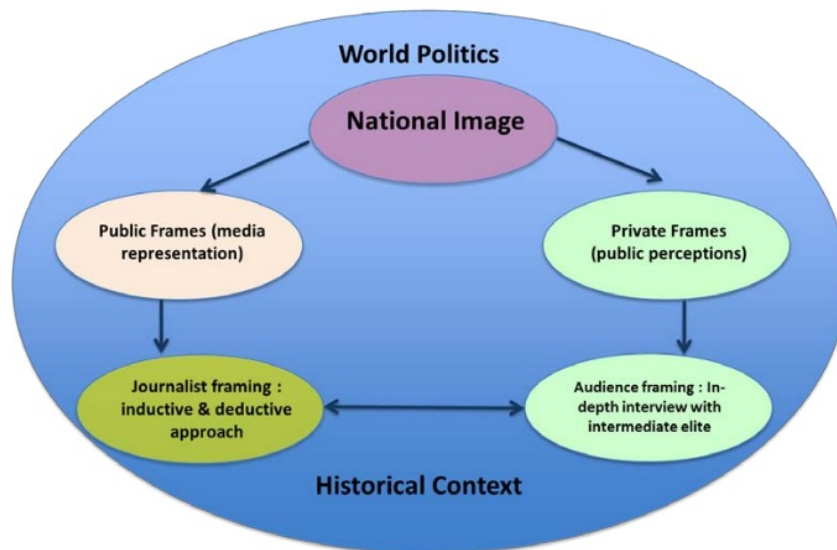 World Politics
National Image
Public Frames (media
representation)
Private Frames
(public perceptions)
Journalist framing :
inductive & deductive
approach
Audience framing : In-
depth interview with
intermediate elite
Historical Context